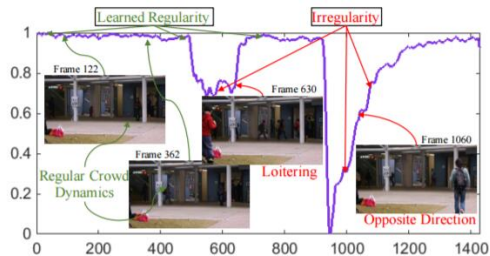 Learned Regularity
Irregularity
1
0.8
0.6
0.4
0.2
0
Frame 122
Frame 630
Frame 362
Frame 1060
Regular Crowd
Dynamics
Loitering
Opposite Direction
0 200 400 600 800 1000 1200 1400